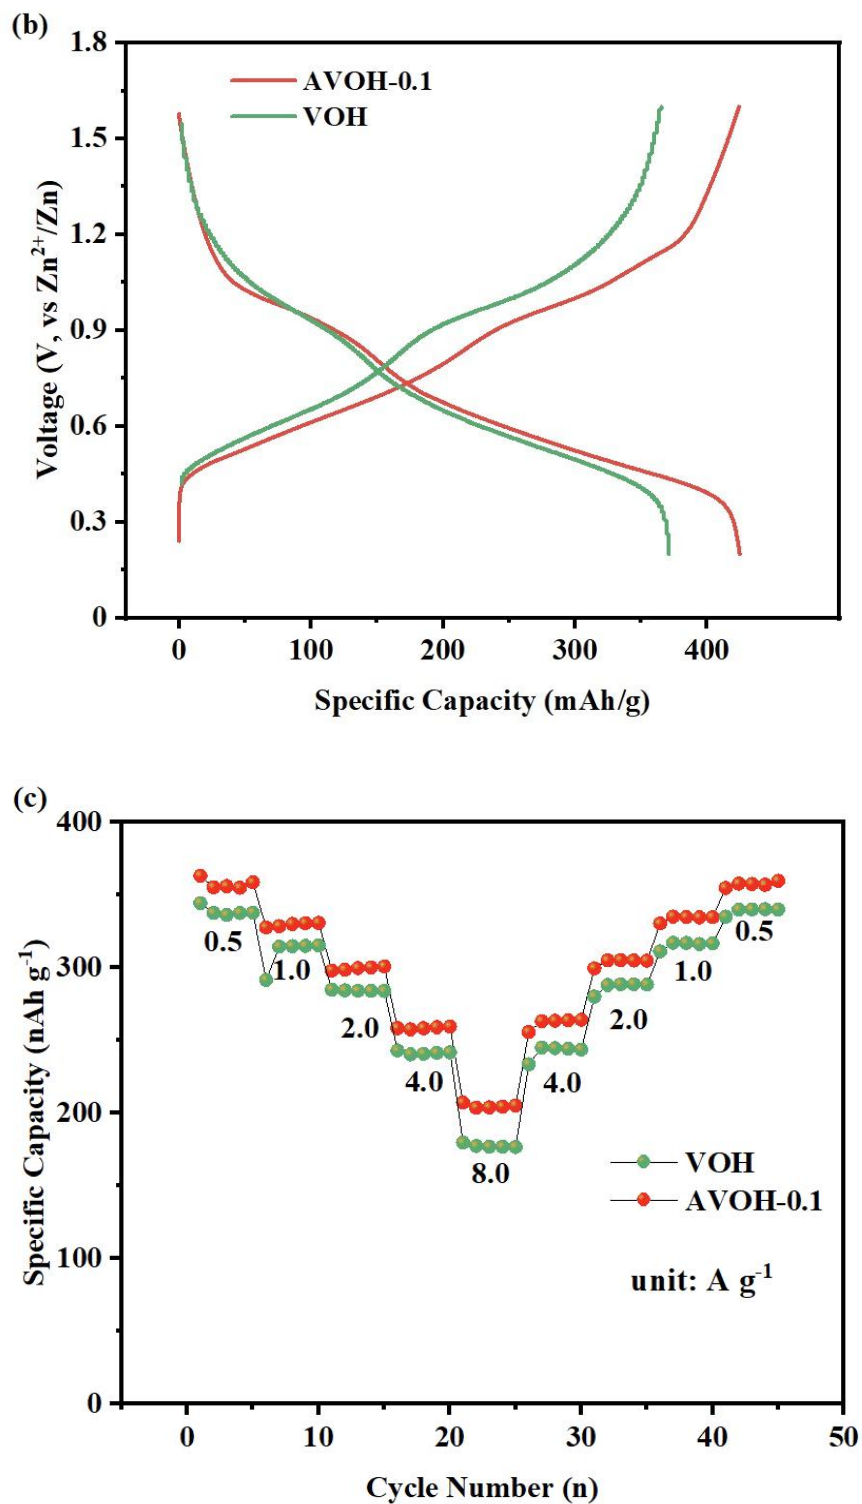 (b)
1.8
1.5
1.2
0.9
0.6
0.3
0
Voltage (V, vs Zn²⁺/Zn)
AVOH-0.1
VOH
0 100 200 300 400
Specific Capacity (mAh/g)
(c)
400
300
200
100
0
Specific Capacity (nAh g⁻¹)
0.5
1.0
2.0
4.0
8.0
4.0
2.0
1.0
0.5
VOH
AVOH-0.1
unit: A g⁻¹
0 10 20 30 40 50
Cycle Number (n)